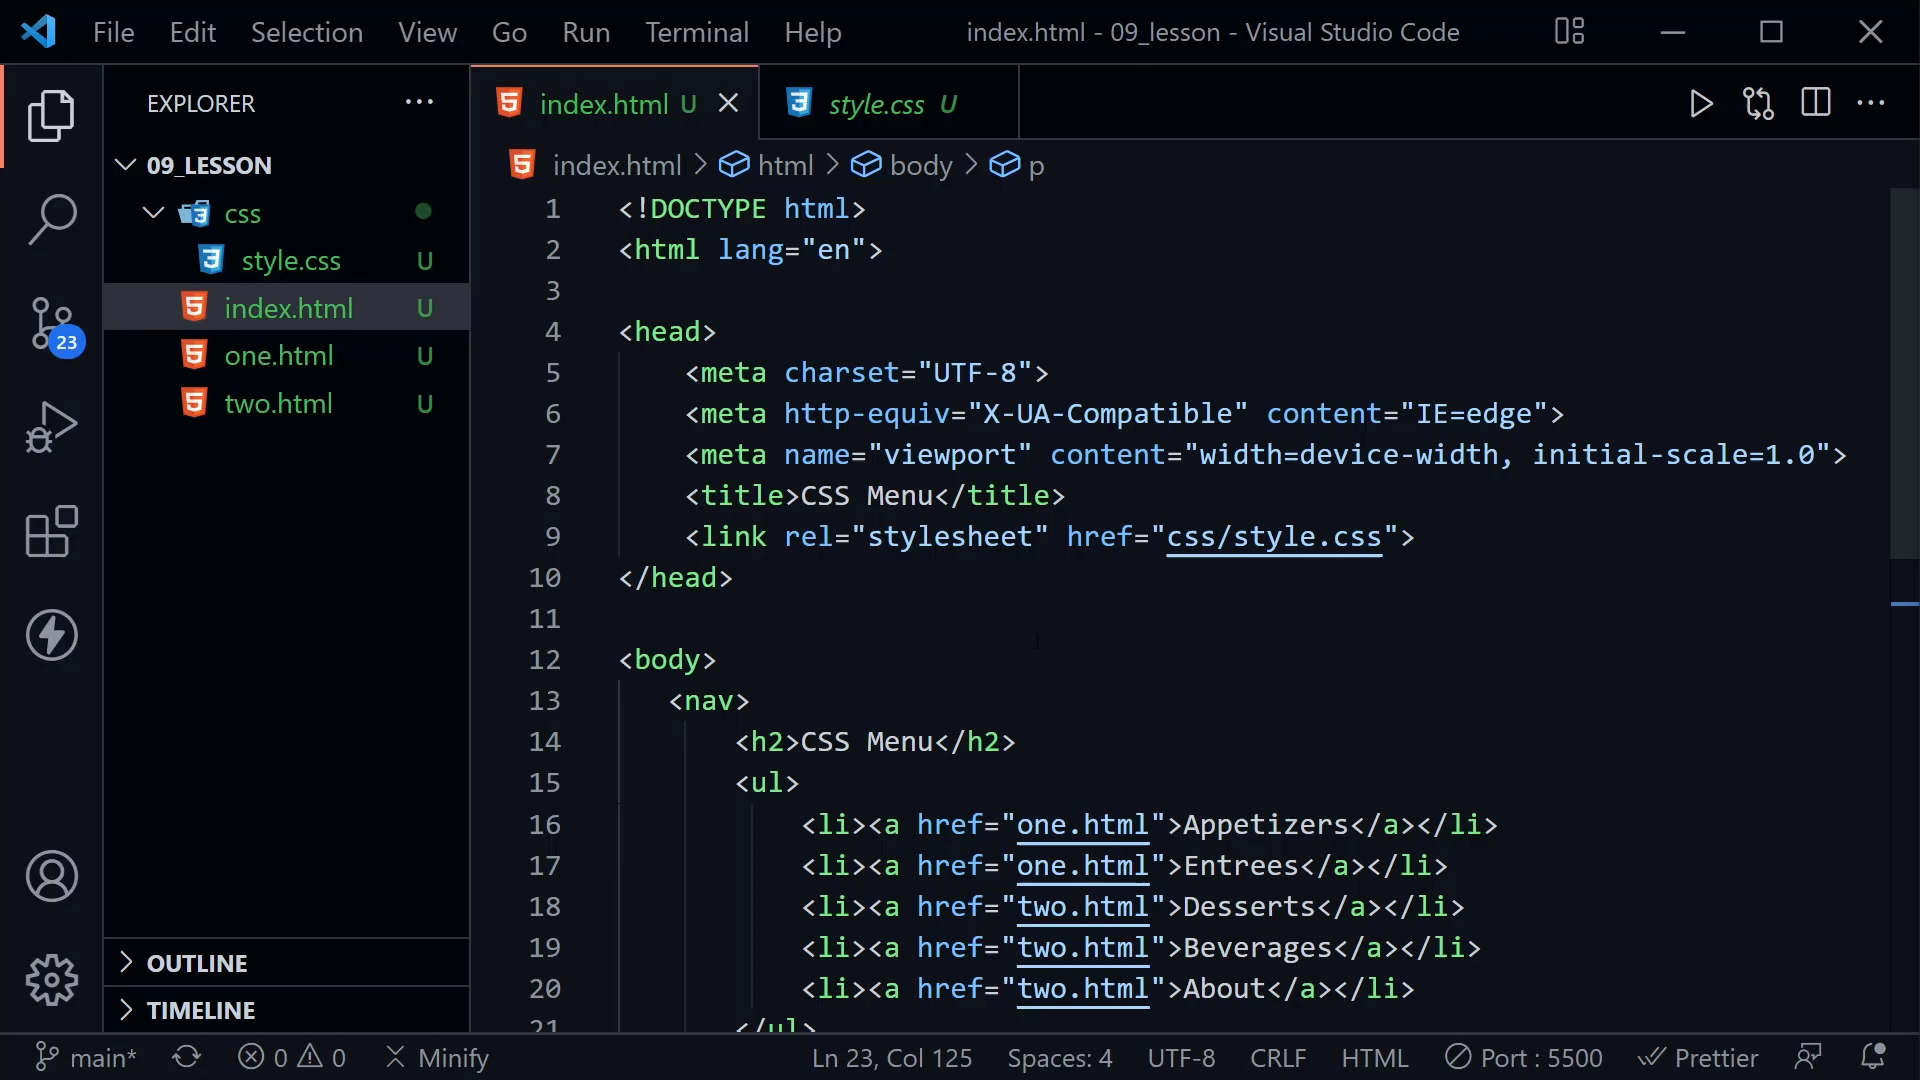 File Edit Selection View Go Run Terminal Help index.html - 09_lesson - Visual Studio Code
EXPLORER
index.html U
style.css U
09_LESSON
css
style.css U
index.html U
one.html U
two.html U
23
OUTLINE
TIMELINE
index.html > html > body > p
1 <!DOCTYPE html>
2 <html lang="en">
3
4 <head>
5 <meta charset="UTF-8">
6 <meta http-equiv="X-UA-Compatible" content="IE=edge">
7 <meta name="viewport" content="width=device-width, initial-scale=1.0">
8 <title>CSS Menu</title>
9 <link rel="stylesheet" href="css/style.css">
10 </head>
11
12 <body>
13 <nav>
14 <h2>CSS Menu</h2>
15 <ul>
16 <li><a href="one.html">Appetizers</a></li>
17 <li><a href="one.html">Entrees</a></li>
18 <li><a href="two.html">Desserts</a></li>
19 <li><a href="two.html">Beverages</a></li>
20 <li><a href="two.html">About</a></li>
21 </ul>
main* 0 0 Minify Ln 23, Col 125 Spaces: 4 UTF-8 CRLF HTML Port : 5500 Prettier